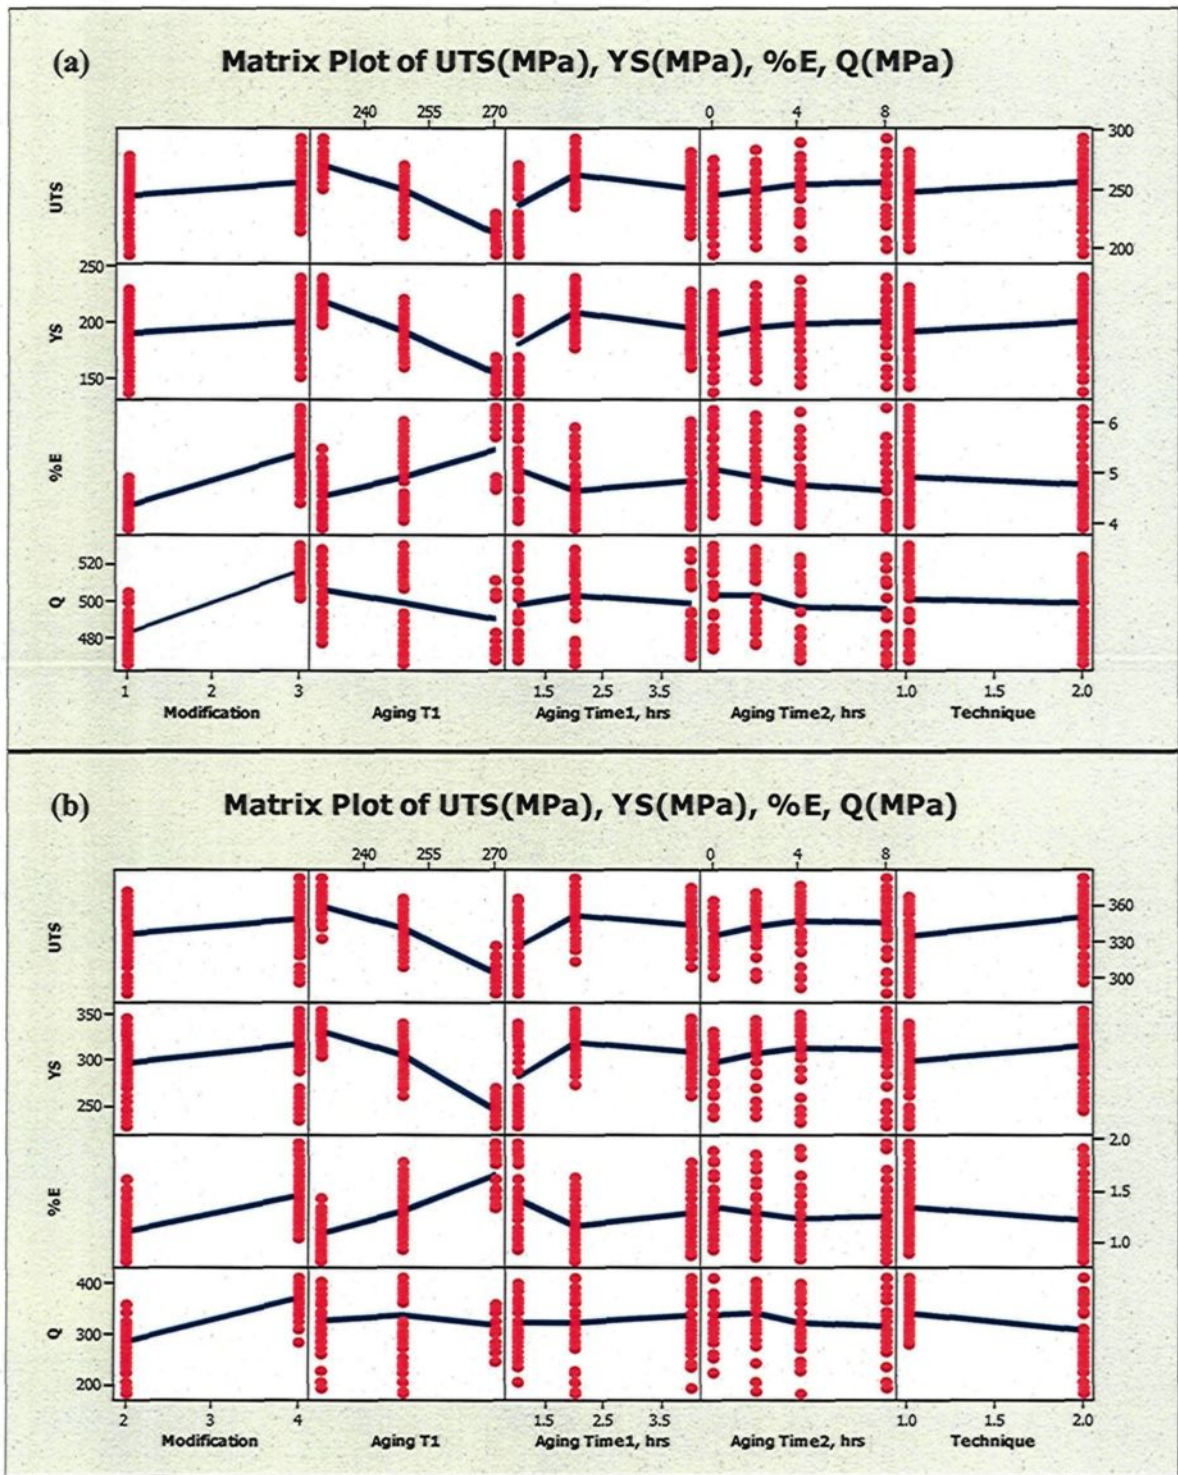 (a) Matrix Plot of UTS(MPa), YS(MPa), %E, Q(MPa)
240 255 270 0 4 8
300
UTS 250
200
250
YS 200
150
6
%E 5
4
520
Q 500
480
1 2 3 1.5 2.5 3.5 1.0 1.5 2.0
Modification Aging T1 Aging Time1, hrs Aging Time2, hrs Technique
(b) Matrix Plot of UTS(MPa), YS(MPa), %E, Q(MPa)
240 255 270 0 4 8
360
UTS 330
300
350
YS 300
250
2.0
%E 1.5
1.0
400
Q 300
200
2 3 4 1.5 2.5 3.5 1.0 1.5 2.0
Modification Aging T1 Aging Time1, hrs Aging Time2, hrs Technique